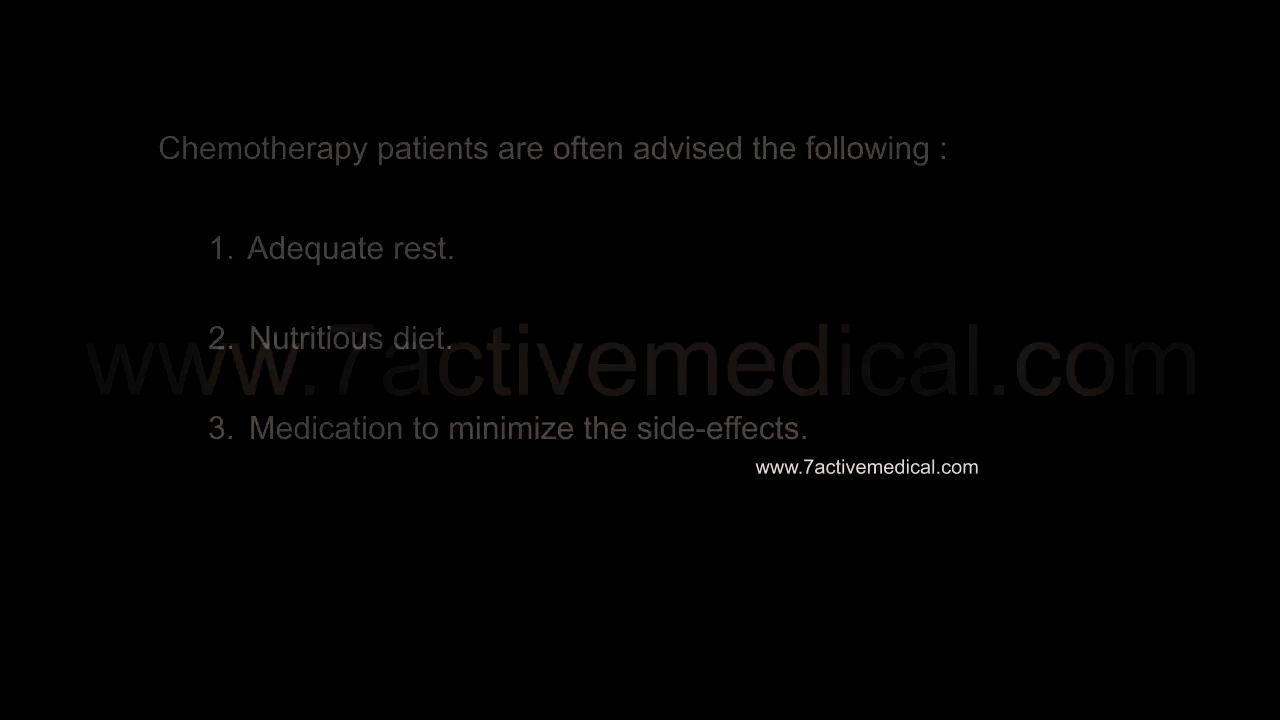 Chemotherapy patients are often advised the following :
1. Adequate rest.
2. Nutritious diet.
www.7activemedical.com
3. Medication to minimize the side-effects.
www.7activemedical.com